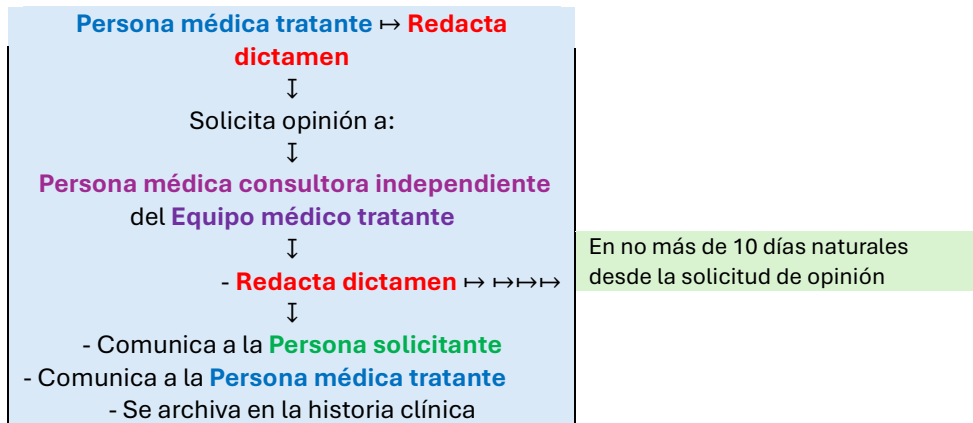 Persona médica tratante ↦ Redacta
dictamen
↧
Solicita opinión a:
↧
Persona médica consultora independiente
del Equipo médico tratante
↧
- Redacta dictamen ↦ ↦↦↦
En no más de 10 días naturales
desde la solicitud de opinión
↧
- Comunica a la Persona solicitante
- Comunica a la Persona médica tratante
- Se archiva en la historia clínica